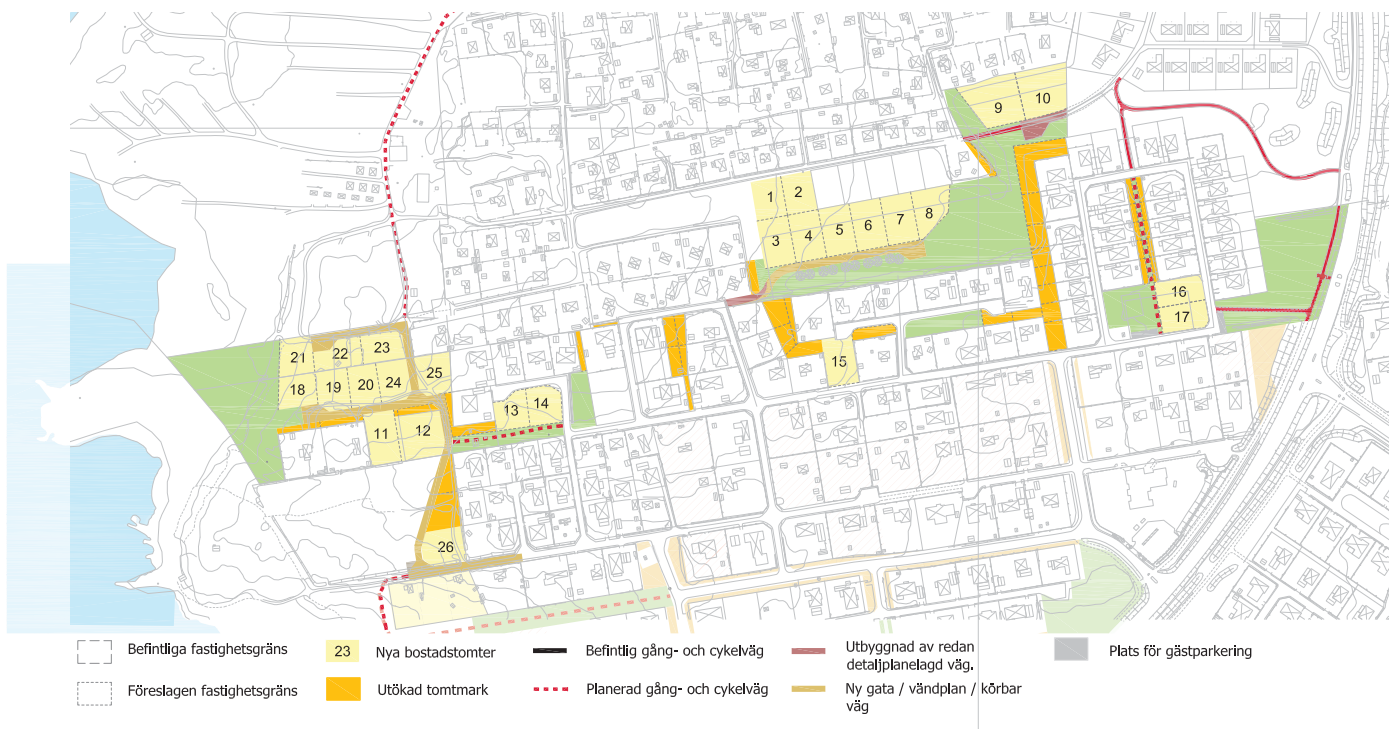 9
10
1
2
8
7
6
5
4
3
16
17
15
23
22
21
25
24
20
19
18
14
13
12
11
26
Befintliga fastighetsgräns
23
Nya bostadstomter
Befintlig gång- och cykelväg
Utbyggnad av redan
detaljplanelagd väg.
Plats för gästparkering
Föreslagen fastighetsgräns
Utökad tomtmark
Planerad gång- och cykelväg
Ny gata / vändplan / körbar
väg